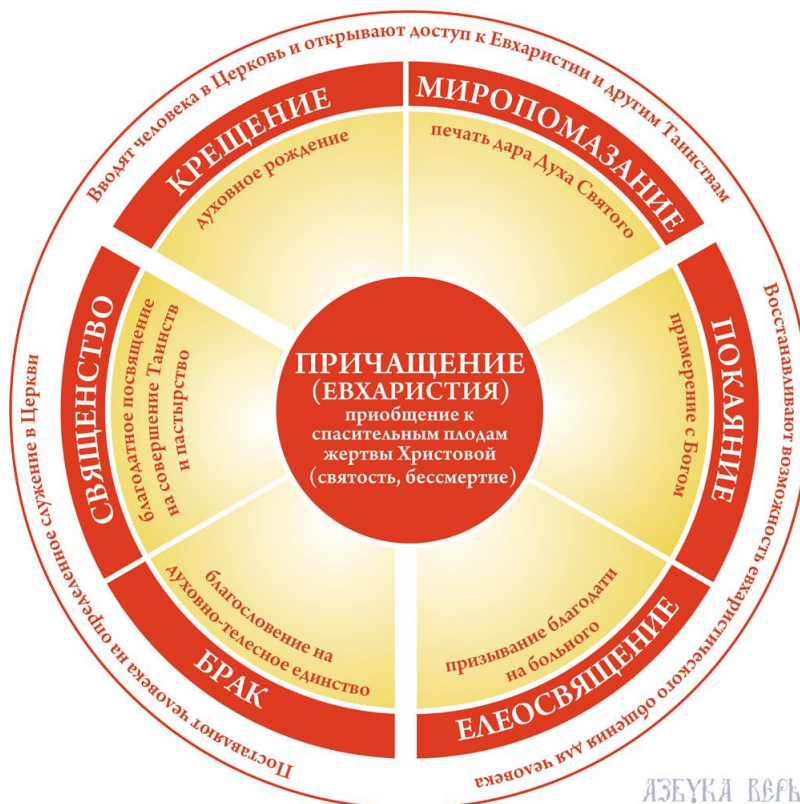 Вводят человека в Церковь и открывают доступ к Евхаристии и другим Таинствам
КРЕЩЕНИЕ
духовное рождение
МИРОПОМАЗАНИЕ
печать дара Духа Святого
Восстанавливают возможность евхаристического общения для человека
ПОКАЯНИЕ
примирение с Богом
ЕЛЕОСВЯЩЕНИЕ
призывание благодати
на больного
Поставляют человека на определенное служение в Церкви
БРАК
благословение на
духовно-телесное единство
СВЯЩЕНСТВО
благодатное посвящение
на совершение Таинств
и пастырство
ПРИЧАЩЕНИЕ
(ЕВХАРИСТИЯ)
приобщение к
спасительным плодам
жертвы Христовой
(святость, бессмертие)
АЗБУКА ВЕРЫ